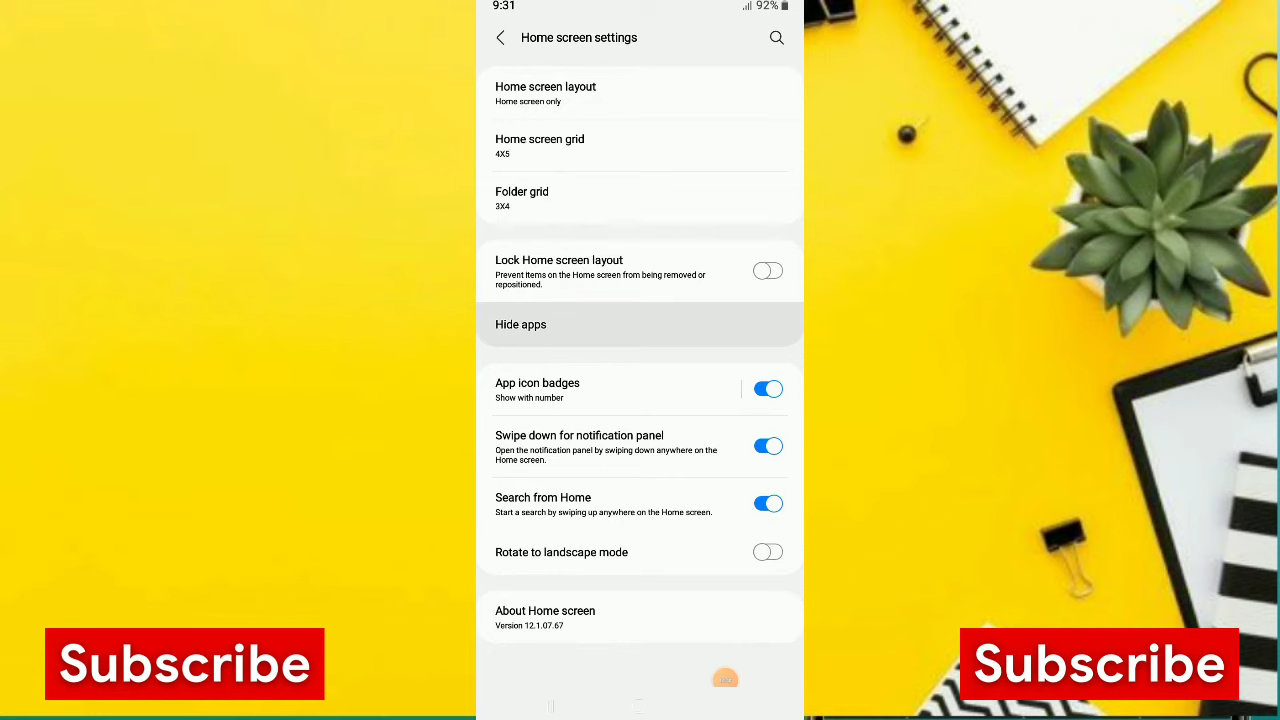 9:31
92%
Home screen settings
Home screen layout
Home screen only
Home screen grid
4X5
Folder grid
3X4
Lock Home screen layout
Prevent items on the Home screen from being removed or
repositioned.
Hide apps
App icon badges
Show with number
Swipe down for notification panel
Open the notification panel by swiping down anywhere on the
Home screen.
Search from Home
Start a search by swiping up anywhere on the Home screen.
Rotate to landscape mode
About Home screen
Version 12.1.07.67
Subscribe
Subscribe